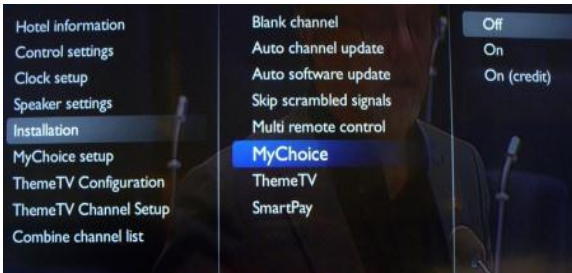 Hotel information
Control settings
Clock setup
Speaker settings
Installation
MyChoice setup
ThemeTV Configuration
ThemeTV Channel Setup
Combine channel list
Blank channel
Auto channel update
Auto software update
Skip scrambled signals
Multi remote control
MyChoice
ThemeTV
SmartPay
Off
On
On (credit)